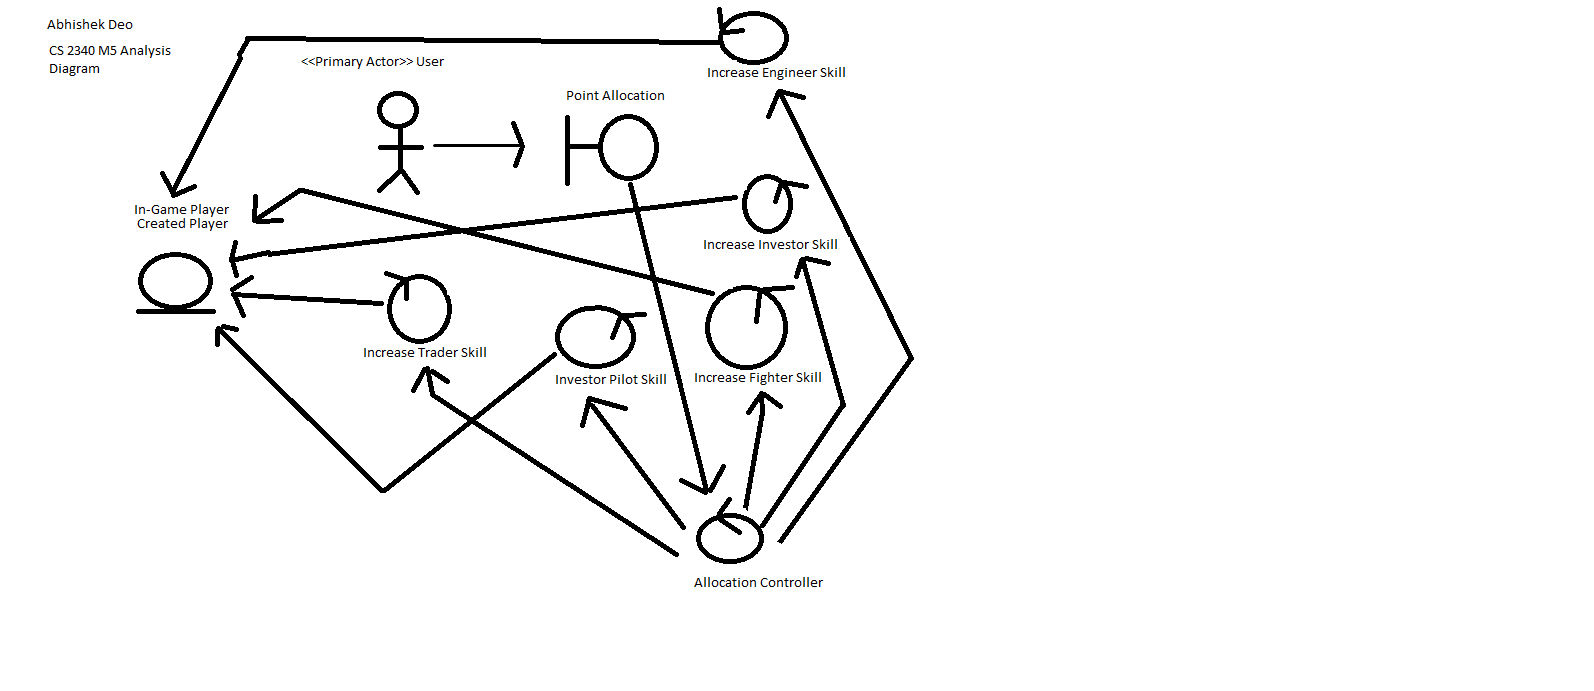 Abhishek Deo
CS 2340 M5 Analysis
Diagram
<<Primary Actor>> User
Increase Engineer Skill
Point Allocation
In-Game Player
Created Player
Increase Investor Skill
Increase Trader Skill
Investor Pilot Skill
Increase Fighter Skill
Allocation Controller